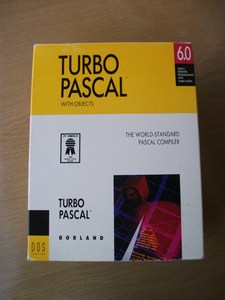 TURBO
PASCAL
WITH OBJECTS
6.0
THE WORLD-STANDARD
PASCAL COMPILER
TURBO
PASCAL
BORLAND
DOS